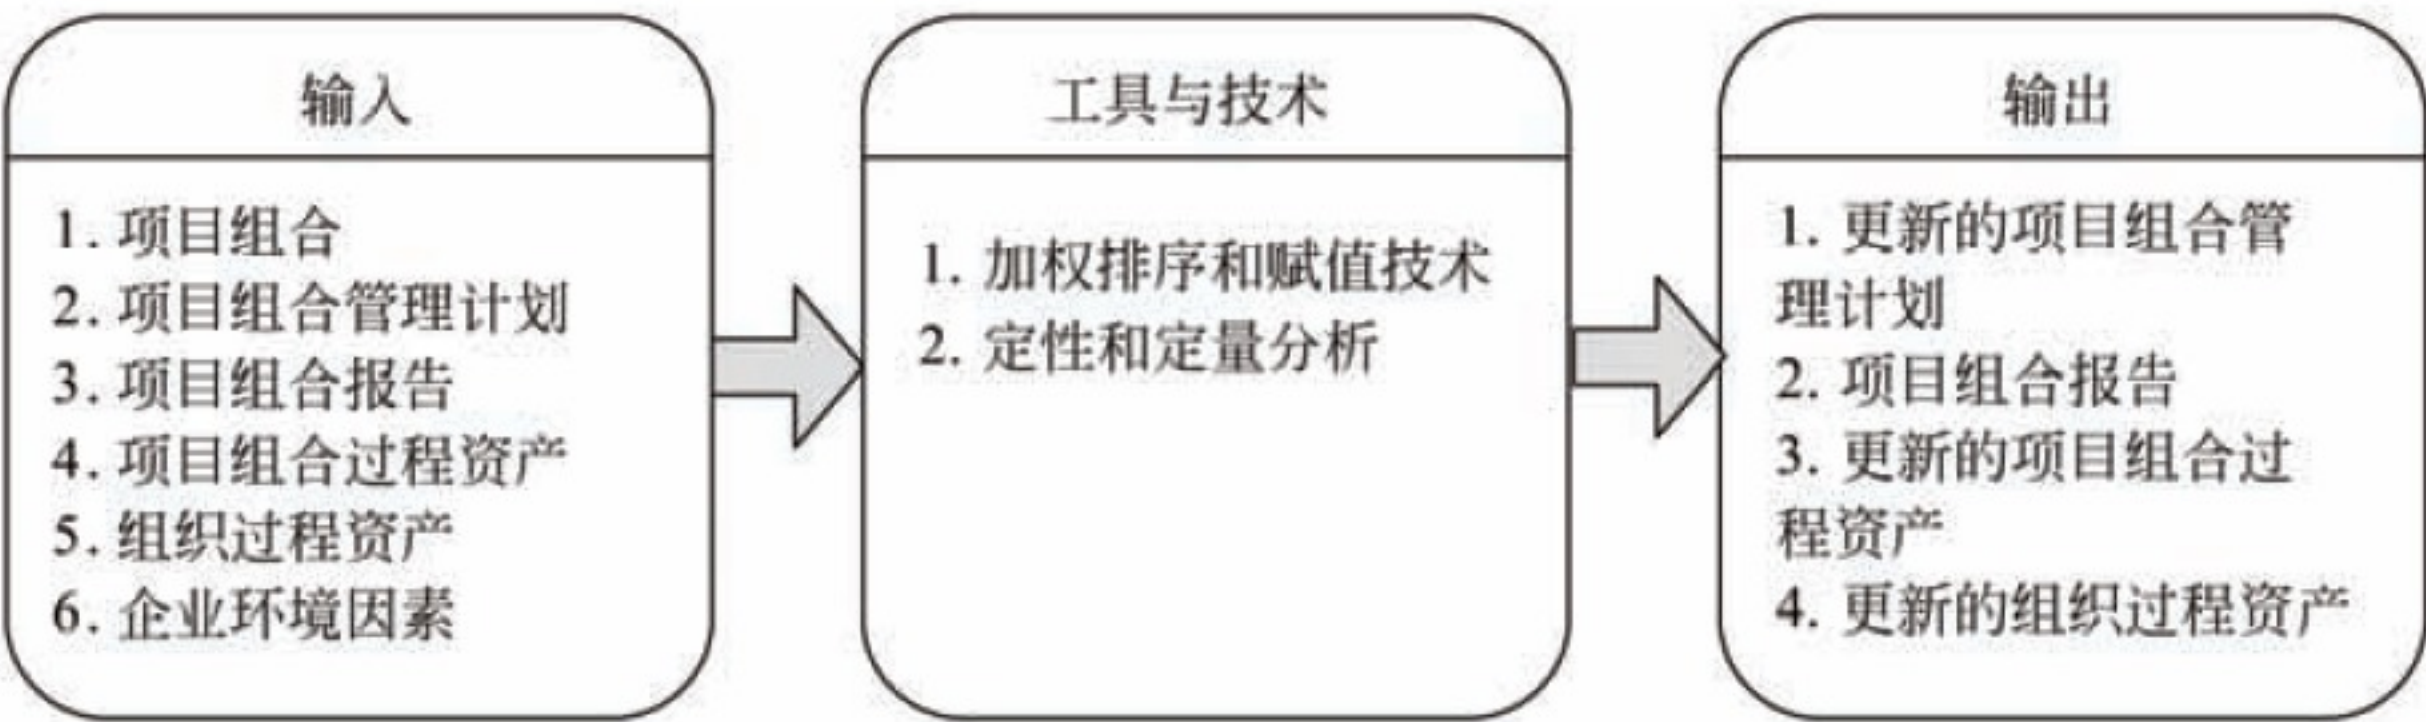 输入
1. 项目组合
2. 项目组合管理计划
3. 项目组合报告
4. 项目组合过程资产
5. 组织过程资产
6. 企业环境因素
工具与技术
1. 加权排序和赋值技术
2. 定性和定量分析
输出
1. 更新的项目组合管
理计划
2. 项目组合报告
3. 更新的项目组合过
程资产
4. 更新的组织过程资产